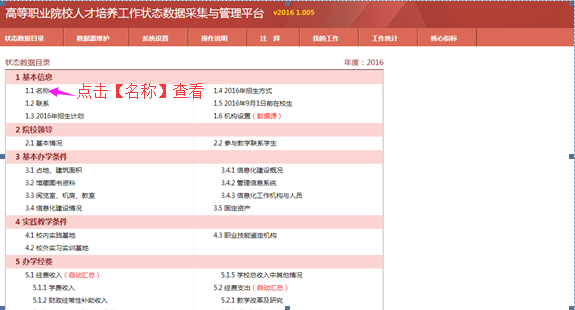 高等职业院校人才培养工作状态数据采集与管理平台 v2016 1.005
状态数据目录 数据源维护 系统设置 操作说明 注 释 我的工作 工作统计 核心指标
状态数据目录 年度：2016
1 基本信息
1.1 名称 点击【名称】查看 1.4 2016年招生方式
1.2 联系 1.5 2016年9月1日前在校生
1.3 2016年招生计划 1.6 机构设置（数据源）
2 院校领导
2.1 基本情况 2.2 参与教学联系学生
3 基本办学条件
3.1 占地、建筑面积 3.4.1 信息化建设概况
3.2 馆藏图书资料 3.4.2 管理信息系统
3.3 阅览室、机房、教室 3.4.3 信息化工作机构与人员
3.4 信息化建设情况 3.5 固定资产
4 实践教学条件
4.1 校内实践基地 4.3 职业技能鉴定机构
4.2 校外实习实训基地
5 办学经费
5.1 经费收入（自动汇总） 5.1.5 学校总收入中其他情况
5.1.1 学费收入 5.2 经费支出（自动汇总）
5.1.2 财政经常性补助收入 5.2.1 教学改革及研究